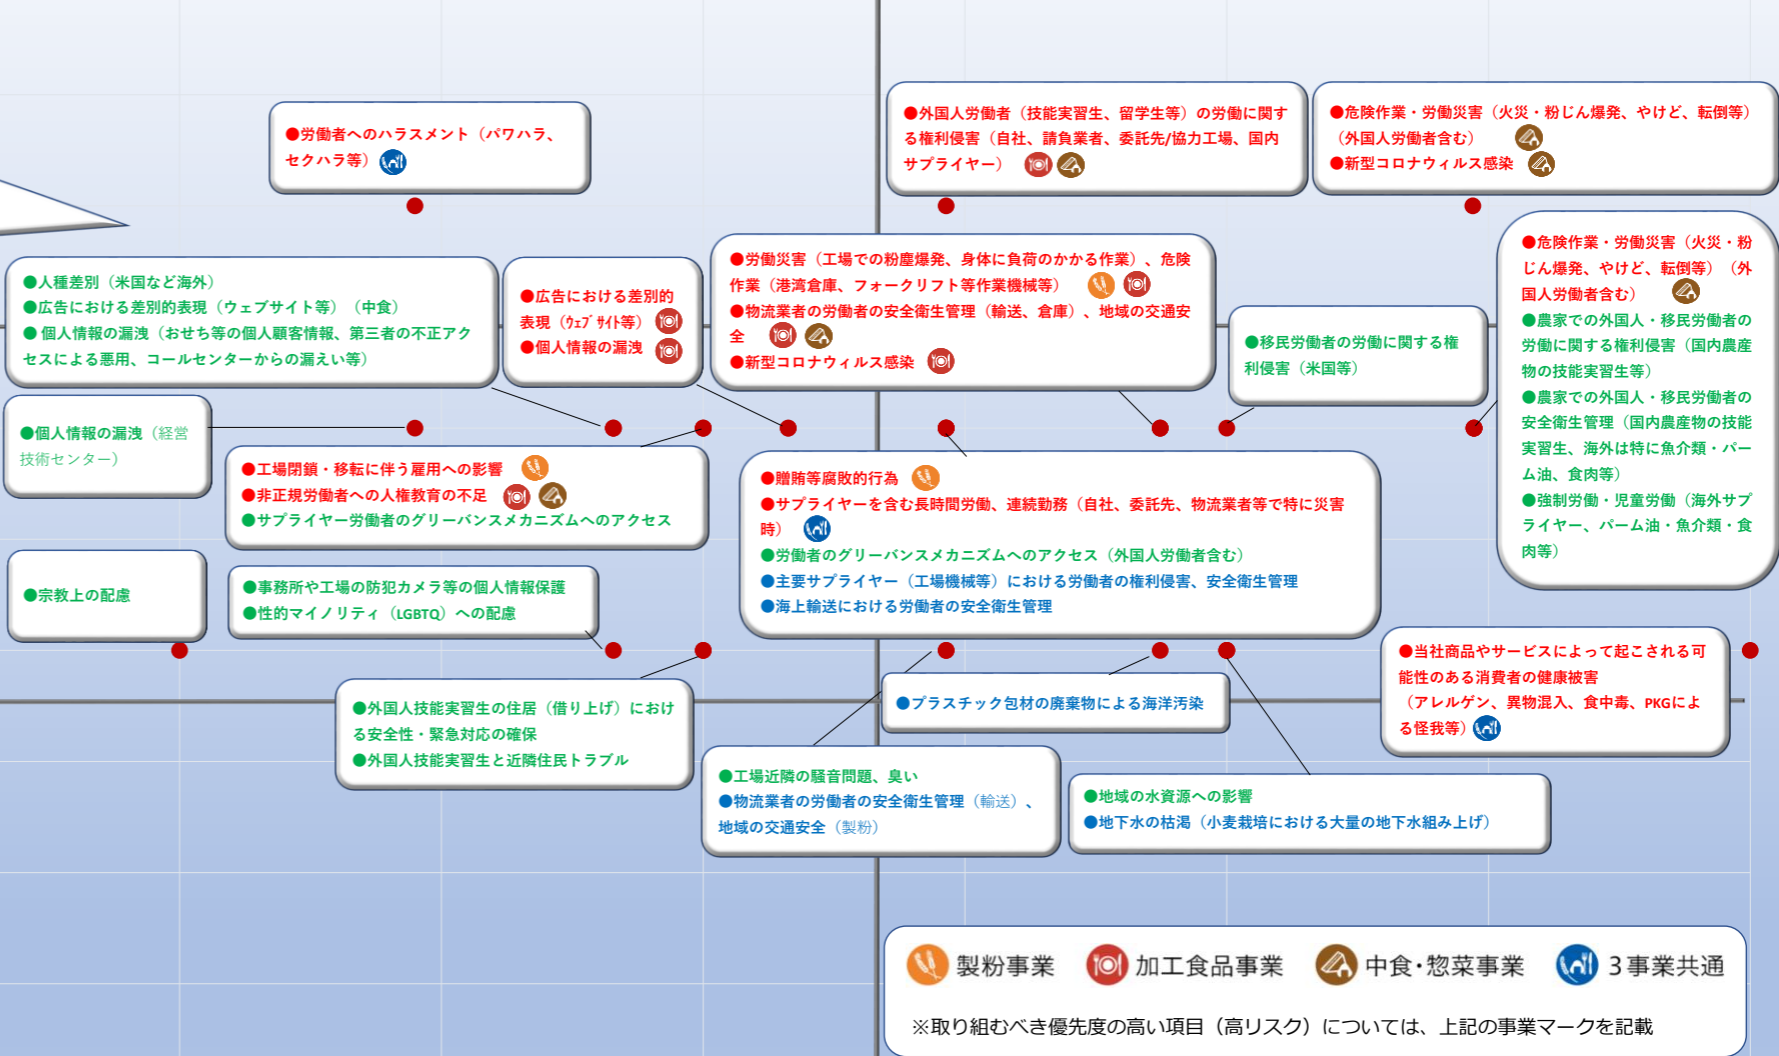 ●労働者へのハラスメント（パワハラ、
セクハラ等）
●外国人労働者（技能実習生、留学生等）の労働に関す
る権利侵害（自社、請負業者、委託先/協力工場、国内
サプライヤー）
●危険作業・労働災害（火災・粉じん爆発、やけど、転倒等）
（外国人労働者含む）
●新型コロナウィルス感染
●人種差別（米国など海外）
●広告における差別的表現（ウェブサイト等）（中食）
● 個人情報の漏洩（おせち等の個人顧客情報、第三者の不正アク
セスによる悪用、コールセンターからの漏えい等）
●広告における差別的
表現（ｳｪﾌﾞｻｲﾄ等）
●個人情報の漏洩
●労働災害（工場での粉塵爆発、身体に負荷のかかる作業）、危険
作業（港湾倉庫、フォークリフト等作業機械等）
●物流業者の労働者の安全衛生管理（輸送、倉庫）、地域の交通安
全
●新型コロナウィルス感染
●移民労働者の労働に関する権
利侵害（米国等）
●危険作業・労働災害（火災・粉
じん爆発、やけど、転倒等）（外
国人労働者含む）
●農家での外国人・移民労働者の
労働に関する権利侵害（国内農産
物の技能実習生等）
●農家での外国人・移民労働者の
安全衛生管理（国内農産物の技能
実習生、海外は特に魚介類・パー
ム油、食肉等）
●強制労働・児童労働（海外サプ
ライヤー、パーム油・魚介類・食
肉等）
●個人情報の漏洩（経営
技術センター）
●工場閉鎖・移転に伴う雇用への影響
●非正規労働者への人権教育の不足
●サプライヤー労働者のグリーバンスメカニズムへのアクセス
●贈賄等腐敗的行為
●サプライヤーを含む長時間労働、連続勤務（自社、委託先、物流業者等で特に災害
時）
●労働者のグリーバンスメカニズムへのアクセス（外国人労働者含む）
●主要サプライヤー（工場機械等）における労働者の権利侵害、安全衛生管理
●海上輸送における労働者の安全衛生管理
●宗教上の配慮
●事務所や工場の防犯カメラ等の個人情報保護
●性的マイノリティ（LGBTQ）への配慮
●当社商品やサービスによって起こされる可
能性のある消費者の健康被害
（アレルゲン、異物混入、食中毒、PKGによ
る怪我等）
●外国人技能実習生の住居（借り上げ）におけ
る安全性・緊急対応の確保
●外国人技能実習生と近隣住民トラブル
●プラスチック包材の廃棄物による海洋汚染
●工場近隣の騒音問題、臭い
●物流業者の労働者の安全衛生管理（輸送）、
地域の交通安全（製粉）
●地域の水資源への影響
●地下水の枯渇（小麦栽培における大量の地下水組み上げ）
製粉事業 加工食品事業 中食・惣菜事業 3事業共通
※取り組むべき優先度の高い項目（高リスク）については、上記の事業マークを記載